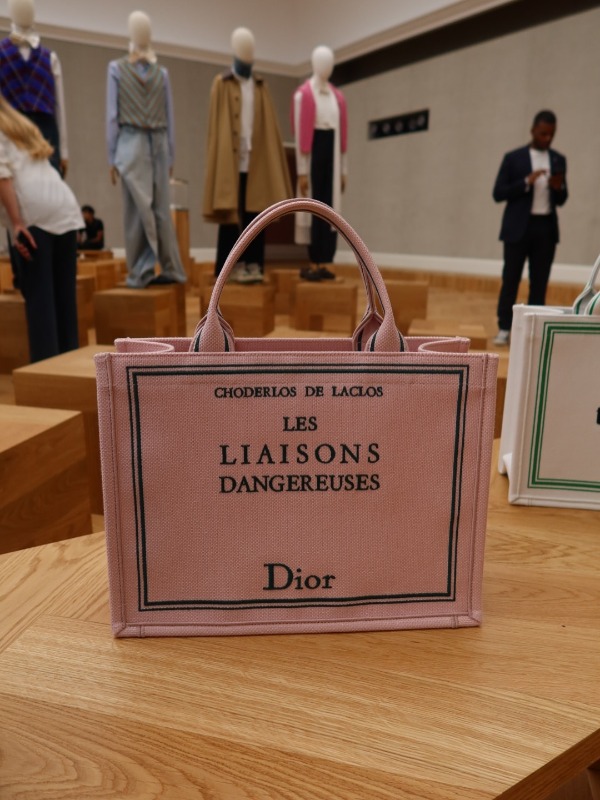 CHODERLOS DE LACLOS
LES
LIAISONS
DANGEREUSES
Dior